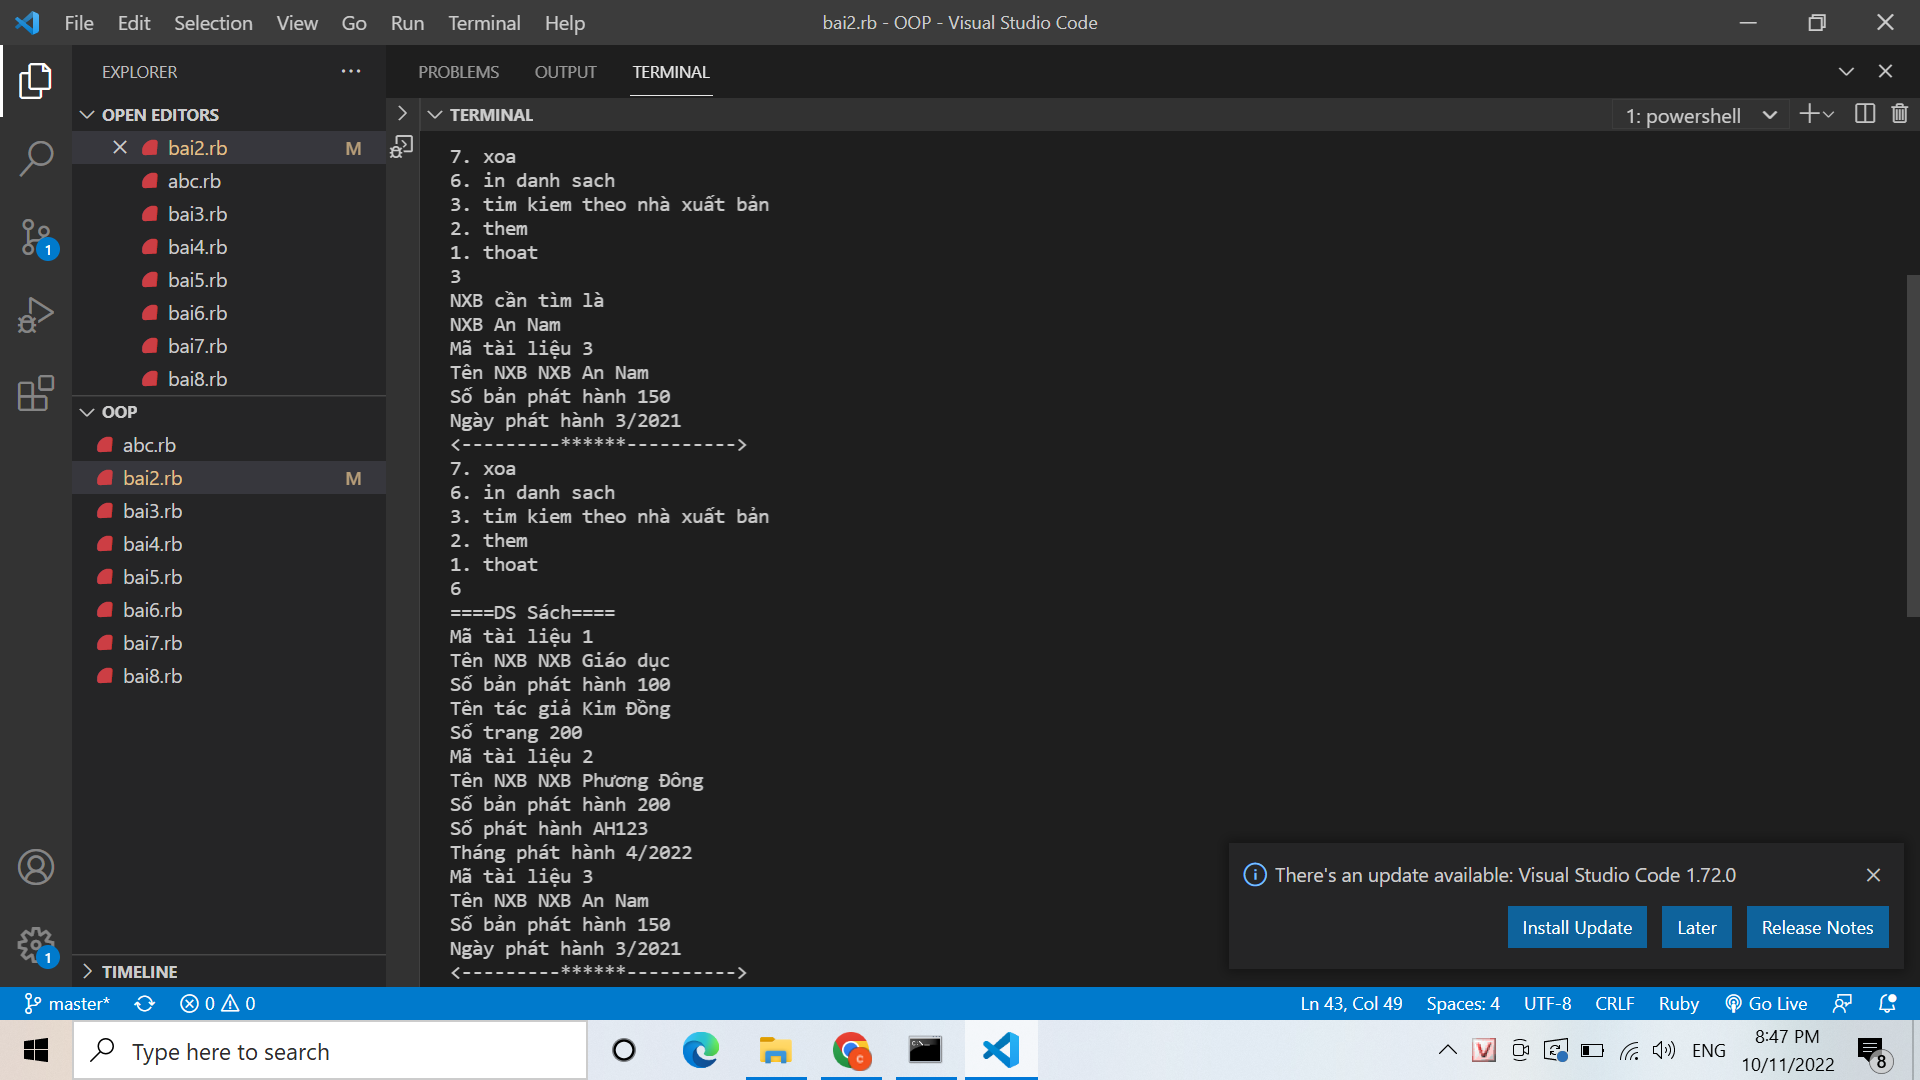 File Edit Selection View Go Run Terminal Help
bai2.rb - OOP - Visual Studio Code
EXPLORER
OPEN EDITORS
bai2.rb M
abc.rb
bai3.rb
bai4.rb
bai5.rb
bai6.rb
bai7.rb
bai8.rb
OOP
abc.rb
bai2.rb M
bai3.rb
bai4.rb
bai5.rb
bai6.rb
bai7.rb
bai8.rb
TIMELINE
1
1
PROBLEMS OUTPUT TERMINAL
TERMINAL
1: powershell
7. xoa
6. in danh sach
3. tim kiem theo nhà xuất bản
2. them
1. thoat
3
NXB cần tìm là
NXB An Nam
Mã tài liệu 3
Tên NXB NXB An Nam
Số bản phát hành 150
Ngày phát hành 3/2021
<---------******---------->
7. xoa
6. in danh sach
3. tim kiem theo nhà xuất bản
2. them
1. thoat
6
====DS Sách====
Mã tài liệu 1
Tên NXB NXB Giáo dục
Số bản phát hành 100
Tên tác giả Kim Đồng
Số trang 200
Mã tài liệu 2
Tên NXB NXB Phương Đông
Số bản phát hành 200
Số phát hành AH123
Tháng phát hành 4/2022
Mã tài liệu 3
Tên NXB NXB An Nam
Số bản phát hành 150
Ngày phát hành 3/2021
<---------******---------->
There's an update available: Visual Studio Code 1.72.0
Install Update Later Release Notes
master* 0 0
Ln 43, Col 49 Spaces: 4 UTF-8 CRLF Ruby Go Live
Type here to search
C
V
ENG
8:47 PM
10/11/2022
8